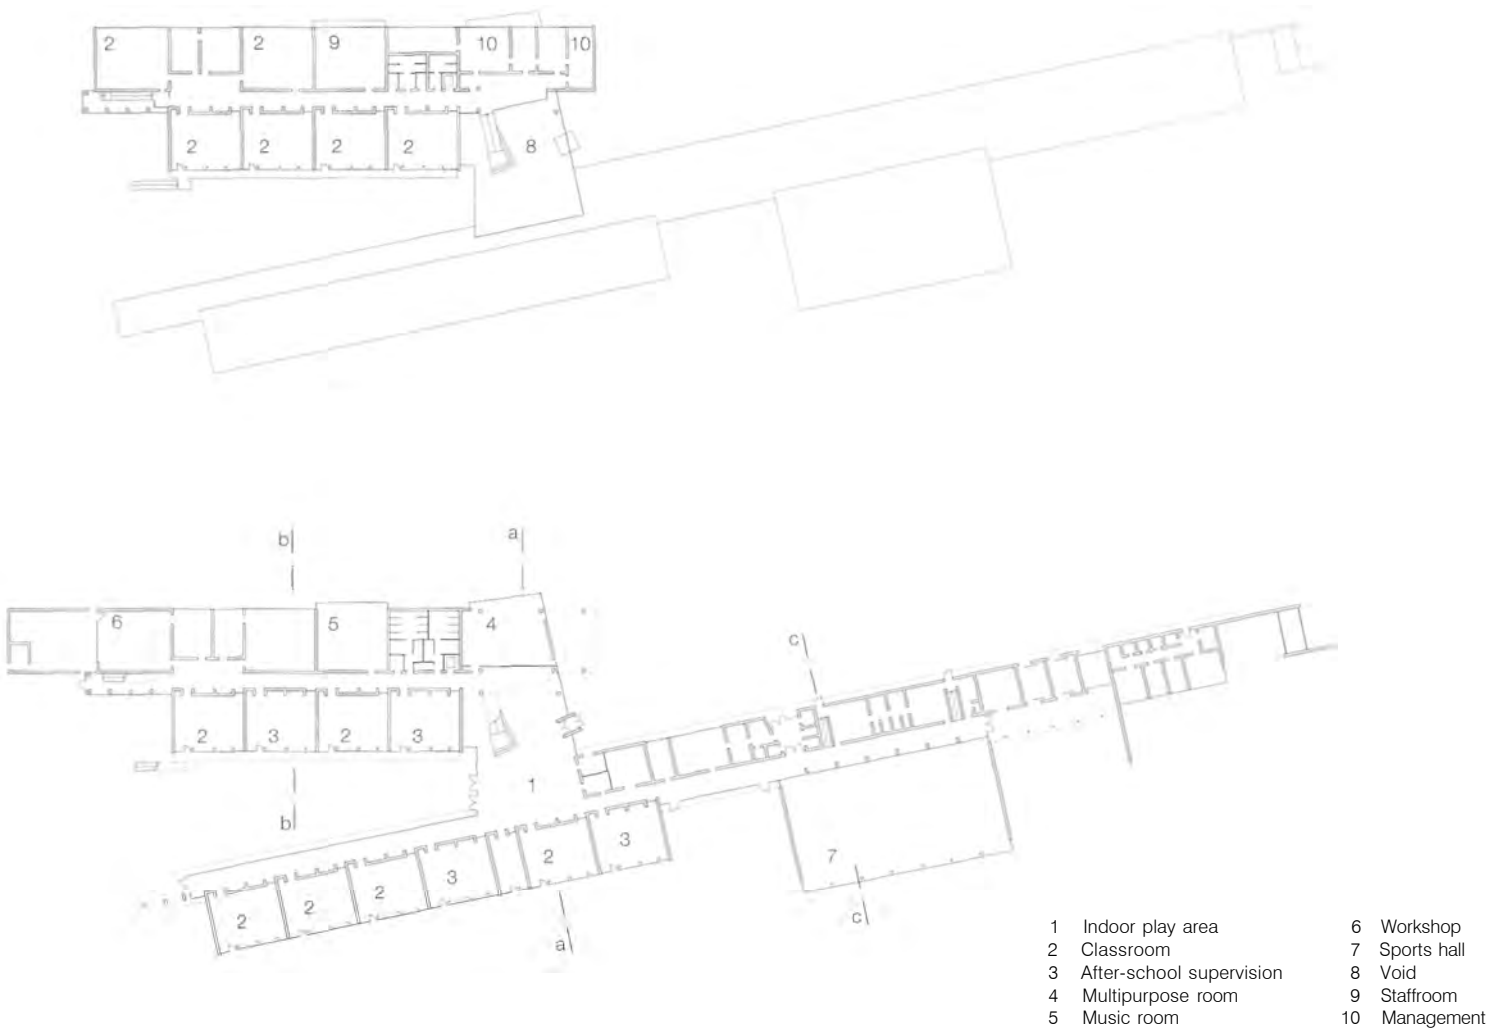 2 2 9 10 10
2 2 2 2 8
b a
6 5 4
c
2 3 2 3
1
b
3
2
3
7
2
2
2
c
a
1 Indoor play area
2 Classroom
3 After-school supervision
4 Multipurpose room
5 Music room
6 Workshop
7 Sports hall
8 Void
9 Staffroom
10 Management